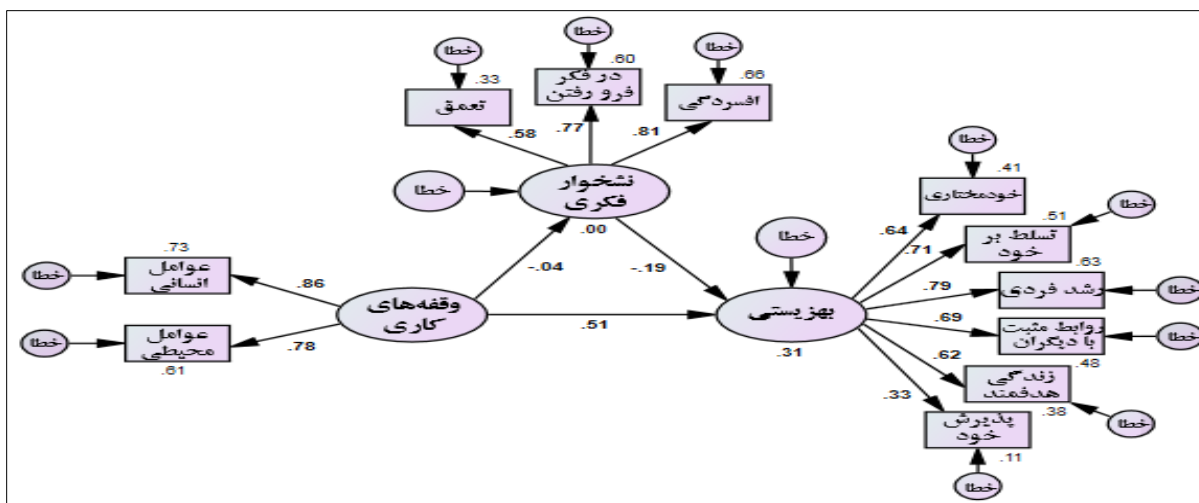 خطا
خطا
خطا
.33
.60
.66
تعمق
در فکر
فرو رفتن
افسردگی
.58
.77
.81
خطا
نشخوار
فکری
.00
خطا
.41
خودمختاری
خطا
.51
تسلط بر
خود
.63
رشد فردی
خطا
روابط مثبت
با دیگران
خطا
.48
زندگی
هدفمند
.38
خطا
پذیرش
خود
.11
خطا
.64
.71
.79
.69
.62
.33
خطا
بهزیستی
.31
-.04
-.19
.51
وقفه‌های
کاری
.86
.78
.73
عوامل
انسانی
خطا
عوامل
محیطی
.61
خطا